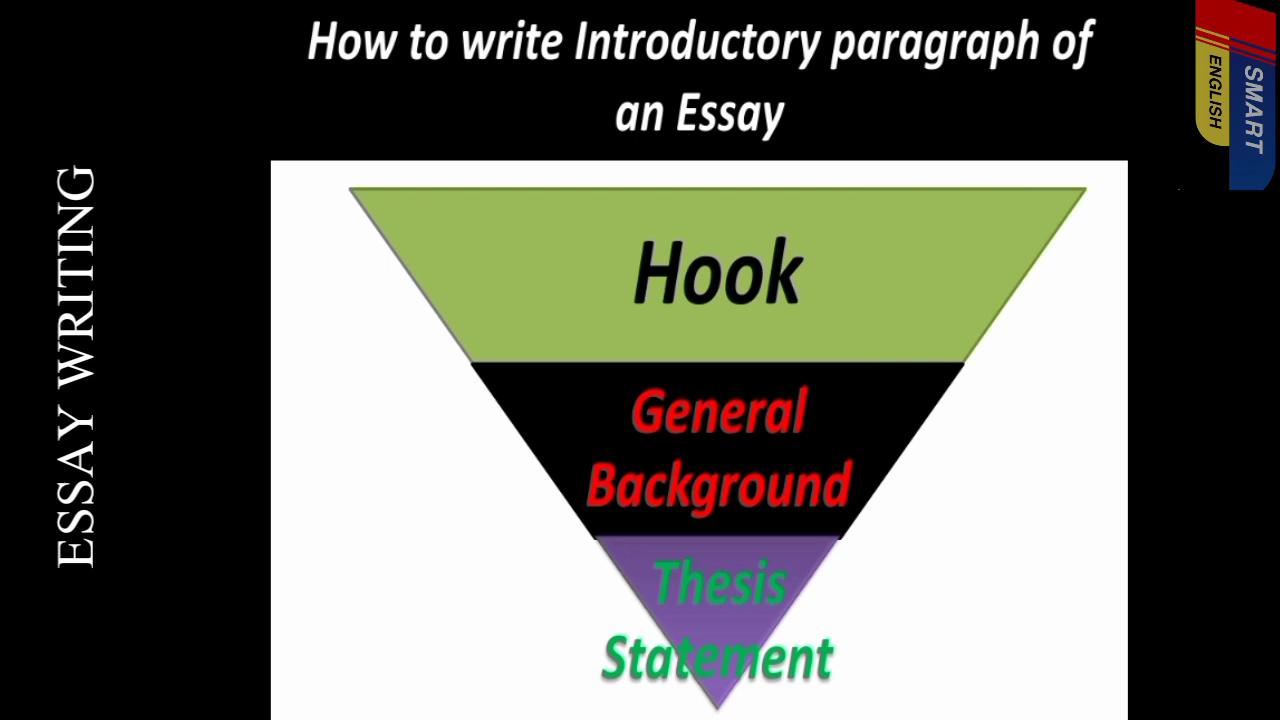 How to write Introductory paragraph of
an Essay
SMART
ENGLISH
ESSAY WRITING
Hook
General
Background
Thesis
Statement